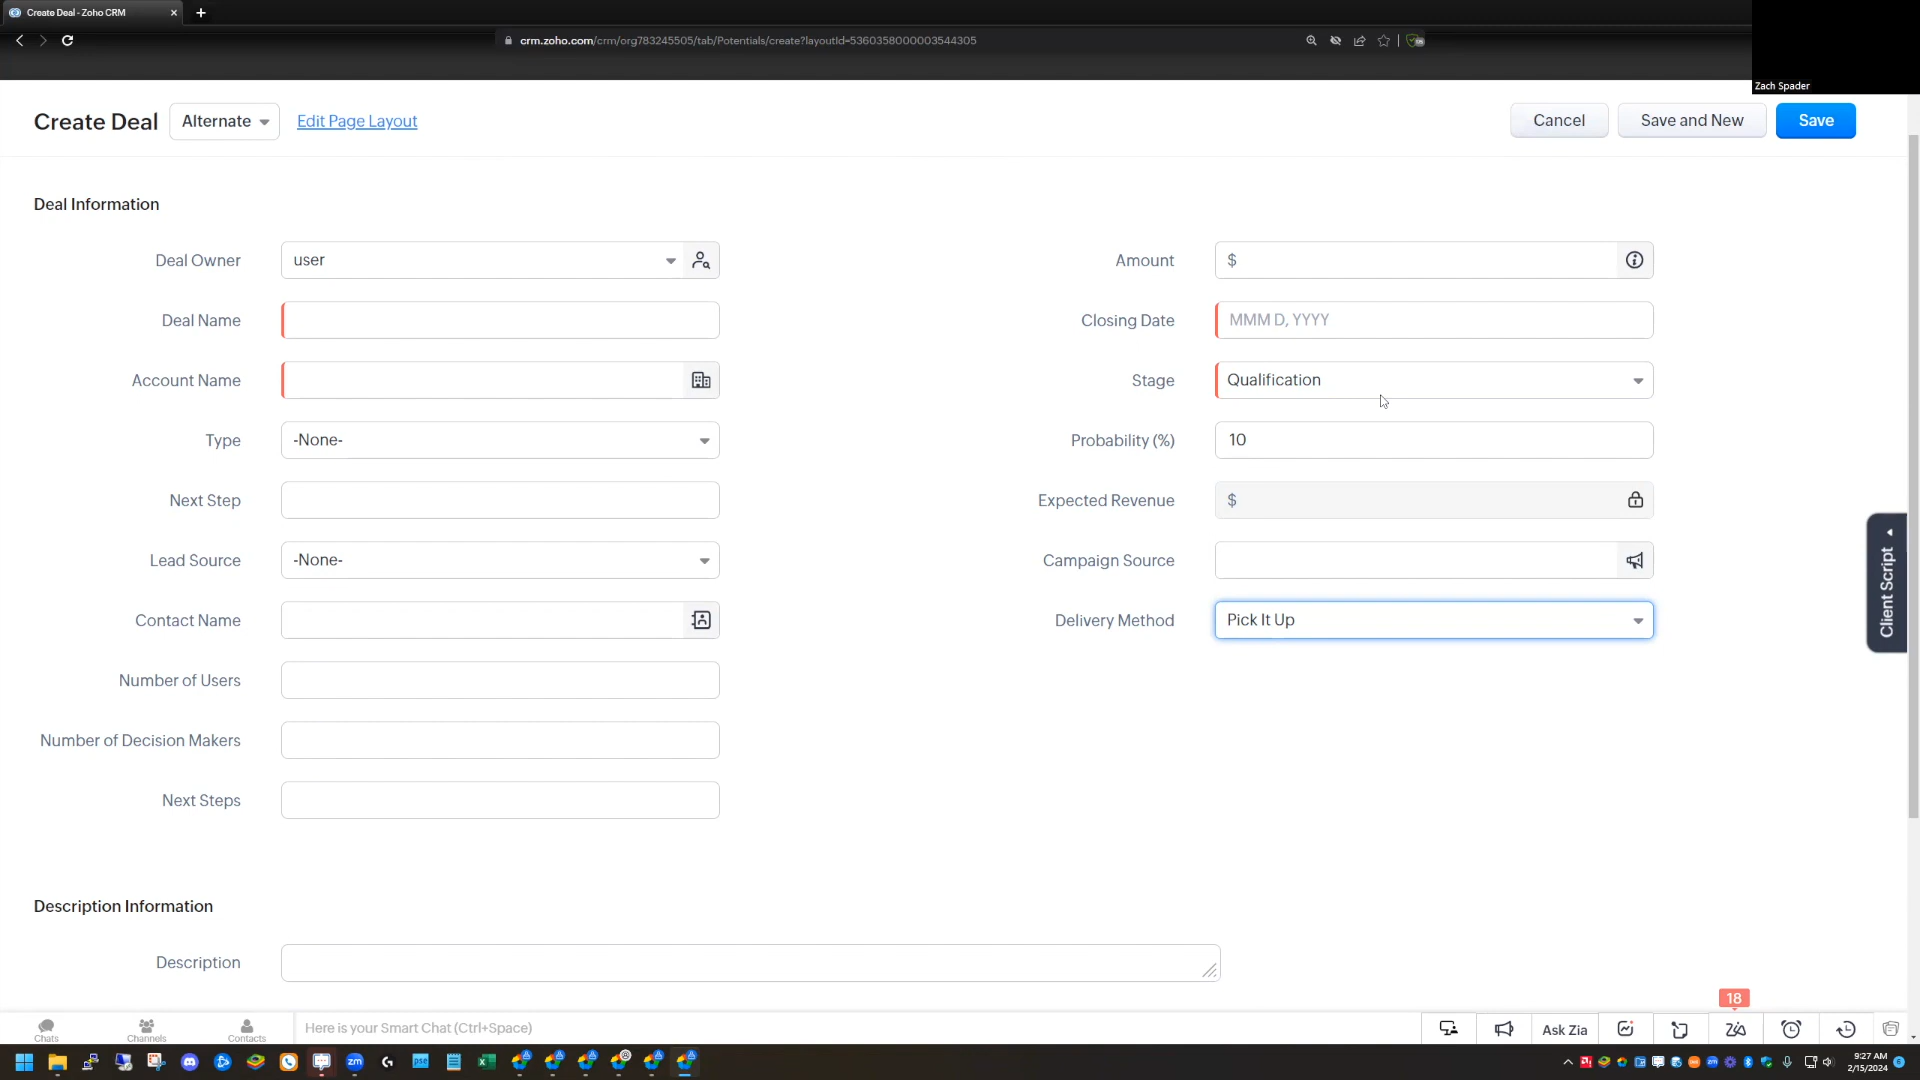 Create Deal - Zoho CRM
crm.zoho.com/crm/org783245505/tab/Potentials/create?layoutId=5360358000003544305
Zach Spader
Create Deal Alternate Edit Page Layout Cancel Save and New Save
Deal Information
Deal Owner user Amount $
Deal Name Closing Date MMM D, YYYY
Account Name Stage Qualification
Type -None- Probability (%) 10
Next Step Expected Revenue $
Lead Source -None- Campaign Source
Contact Name Delivery Method Pick It Up
Client Script
Number of Users
Number of Decision Makers
Next Steps
Description Information
Description
18
Chats Channels Contacts Here is your Smart Chat (Ctrl+Space) Ask Zia
9:27 AM
2/15/2024